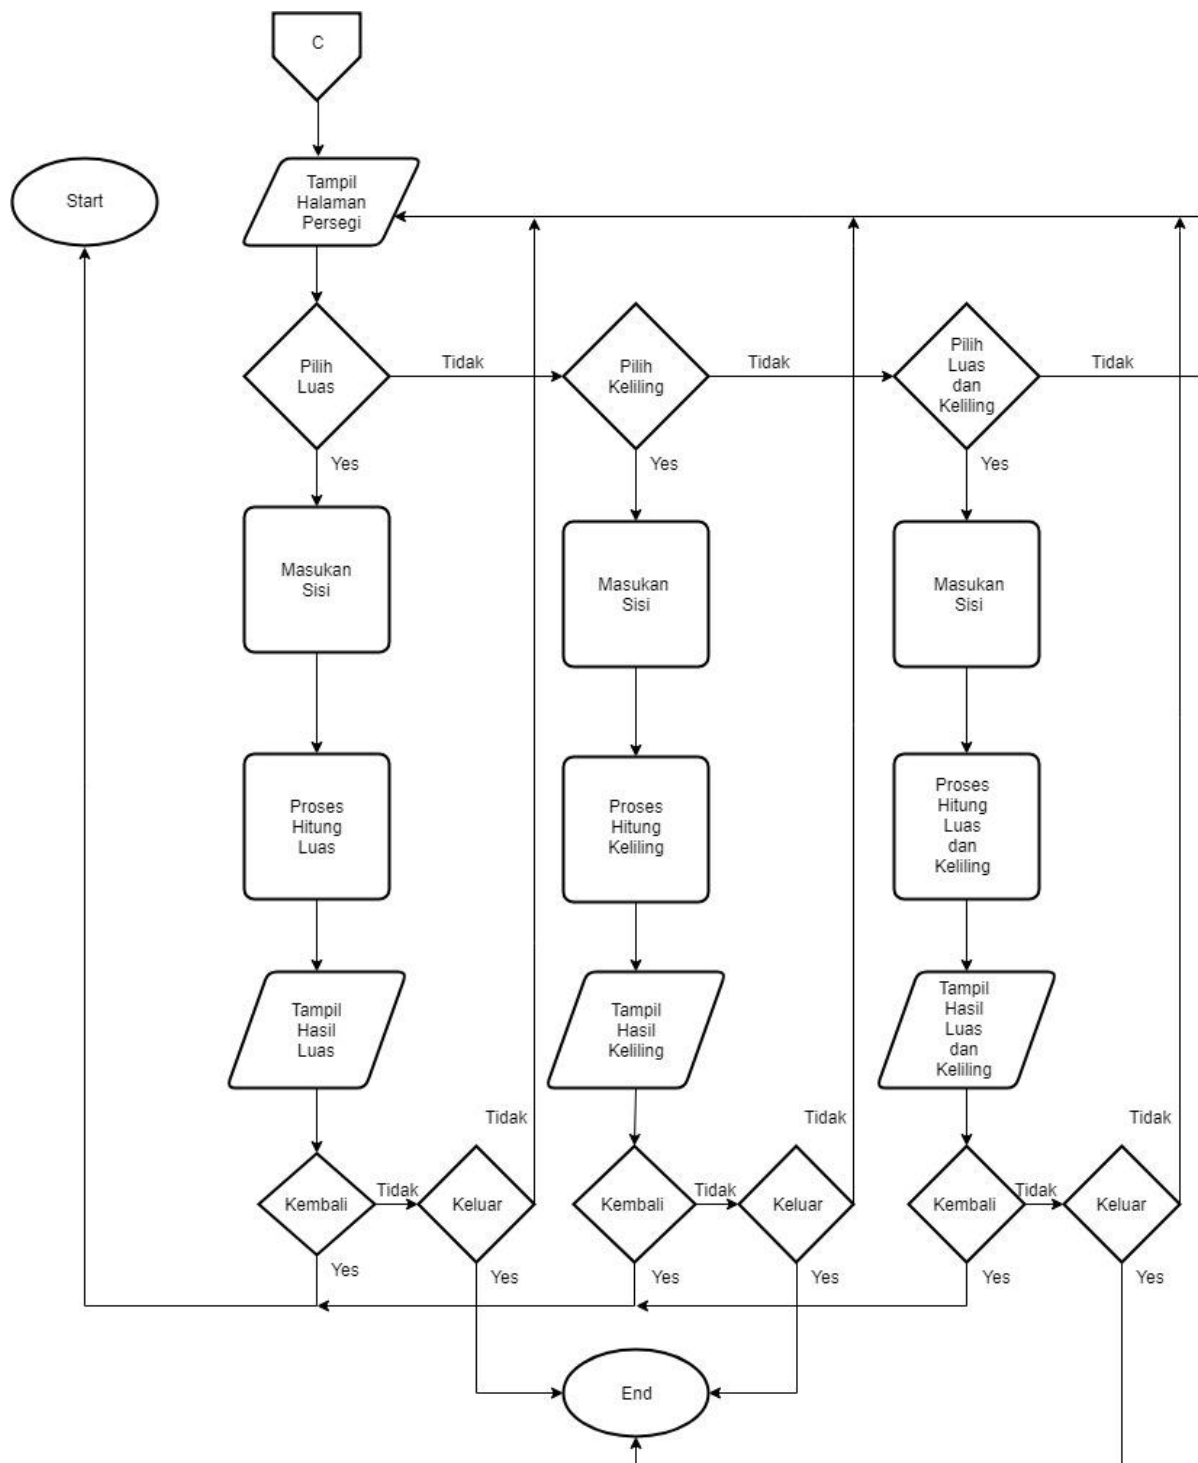 C
Start
Tampil
Halaman
Persegi
Pilih
Luas
Tidak
Pilih
Keliling
Tidak
Pilih
Luas
dan
Keliling
Tidak
Yes
Yes
Yes
Masukan
Sisi
Masukan
Sisi
Masukan
Sisi
Proses
Hitung
Luas
Proses
Hitung
Keliling
Proses
Hitung
Luas
dan
Keliling
Tampil
Hasil
Luas
Tampil
Hasil
Keliling
Tampil
Hasil
Luas
dan
Keliling
Tidak
Tidak
Tidak
Kembali
Tidak
Keluar
Kembali
Tidak
Keluar
Kembali
Tidak
Keluar
Yes
Yes
Yes
Yes
Yes
Yes
End